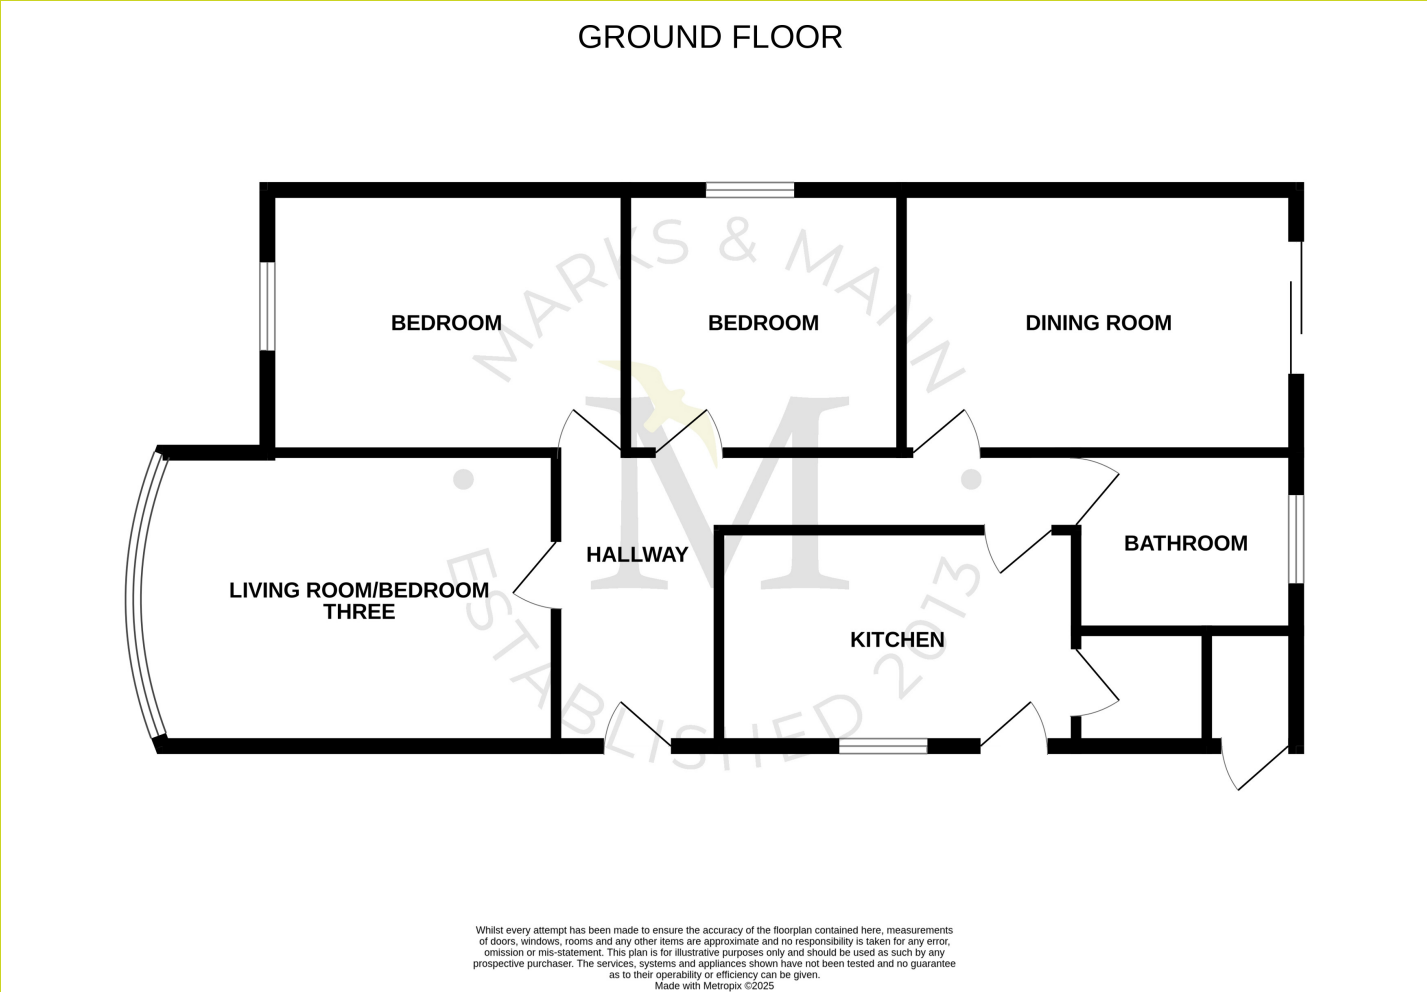 GROUND FLOOR
MARKS & MANN
BEDROOM
BEDROOM
DINING ROOM
M
HALLWAY
BATHROOM
LIVING ROOM/BEDROOM
THREE
KITCHEN
ESTABLISHED 2013
Whilst every attempt has been made to ensure the accuracy of the floorplan contained here, measurements
of doors, windows, rooms and any other items are approximate and no responsibility is taken for any error,
omission or mis-statement. This plan is for illustrative purposes only and should be used as such by any
prospective purchaser. The services, systems and appliances shown have not been tested and no guarantee
as to their operability or efficiency can be given.
Made with Metropix ©2025